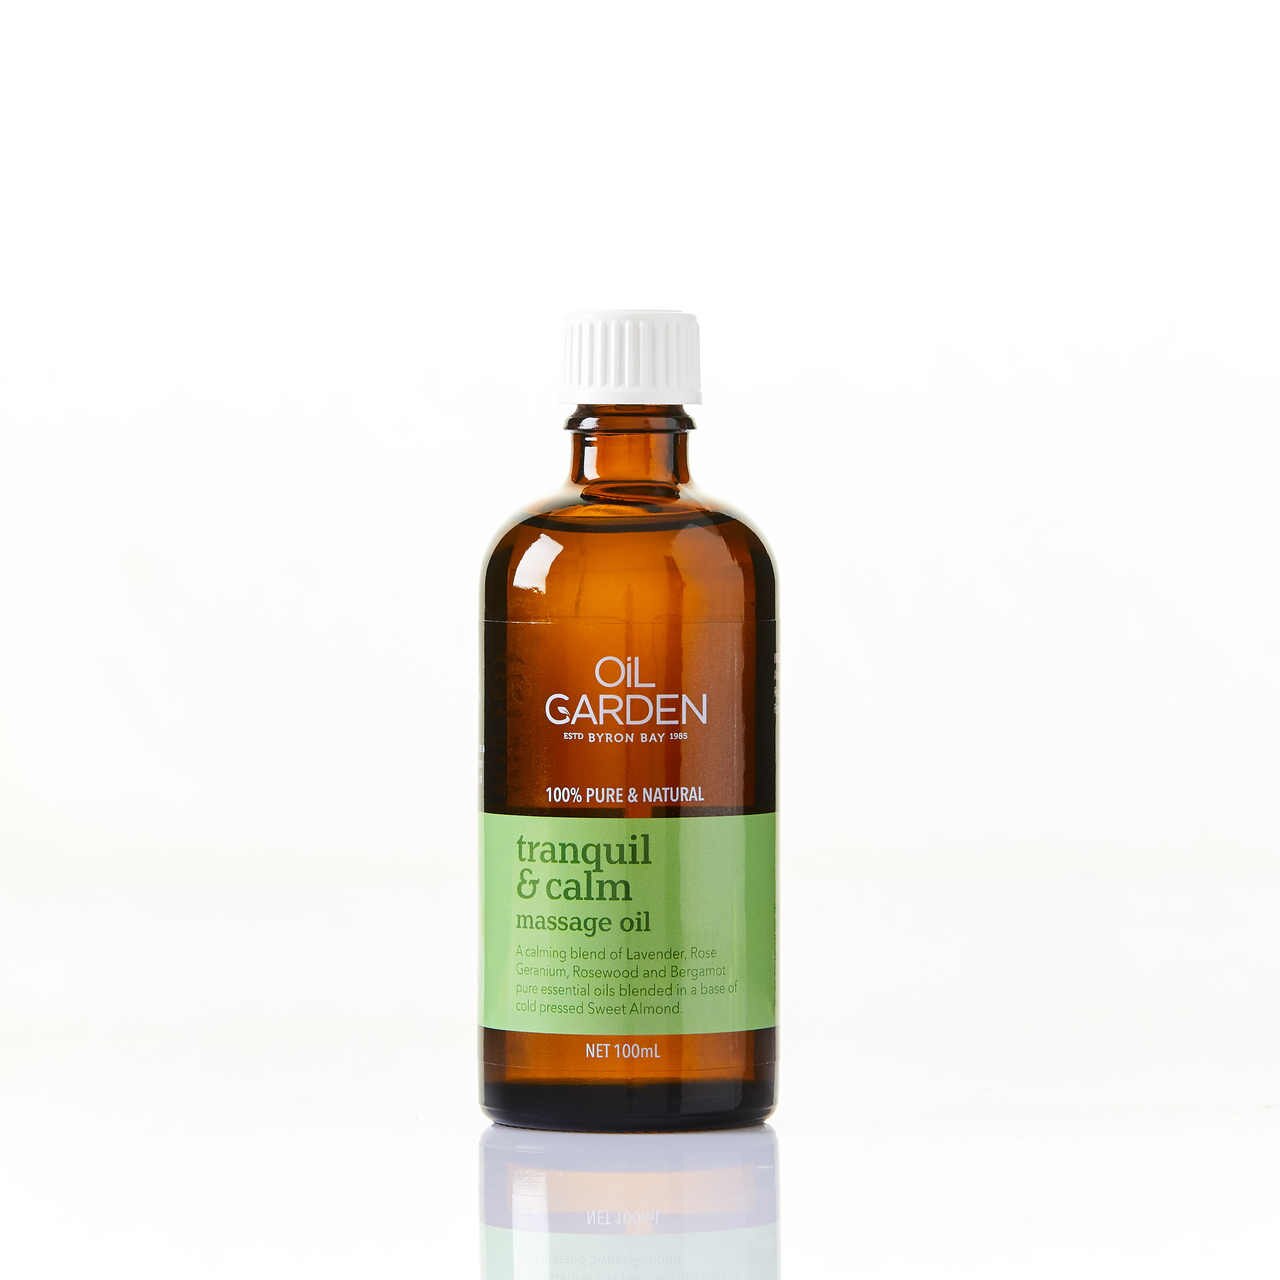 OiL
GARDEN
ESTD BYRON BAY 1985
100% PURE & NATURAL
tranquil
& calm
massage oil
A calming blend of Lavender, Rose
Geranium, Rosewood and Bergamot
pure essential oils blended in a base of
cold pressed Sweet Almond.
NET 100mL